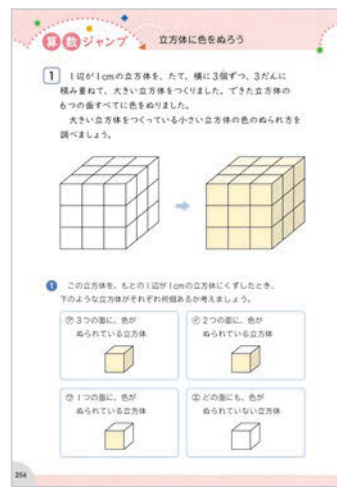 算数ジャンプ 立方体に色をぬろう
1 1辺が1cmの立方体を、たて、横に3個ずつ、3だんに
積み重ねて、大きい立方体をつくりました。できた立方体の
6つの面すべてに色をぬりました。
大きい立方体をつくっている小さい立方体の色のぬられ方を
調べましょう。
1 この立方体を、もとの1辺が1cmの立方体にくずしたとき、
下のような立方体がそれぞれ何個あるか考えましょう。
㋐ 3つの面に、色が
ぬられている立方体
㋑ 2つの面に、色が
ぬられている立方体
㋒ 1つの面に、色が
ぬられている立方体
㋓ どの面にも、色が
ぬられていない立方体
256